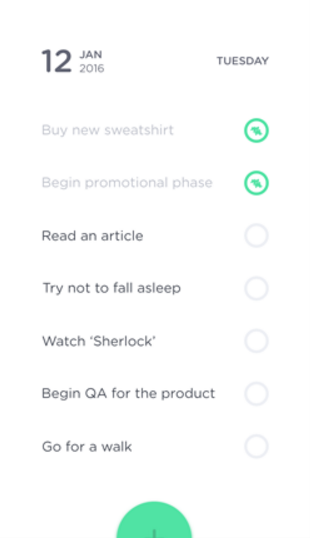 12 JAN
2016
TUESDAY
Buy new sweatshirt
Begin promotional phase
Read an article
Try not to fall asleep
Watch ‘Sherlock’
Begin QA for the product
Go for a walk